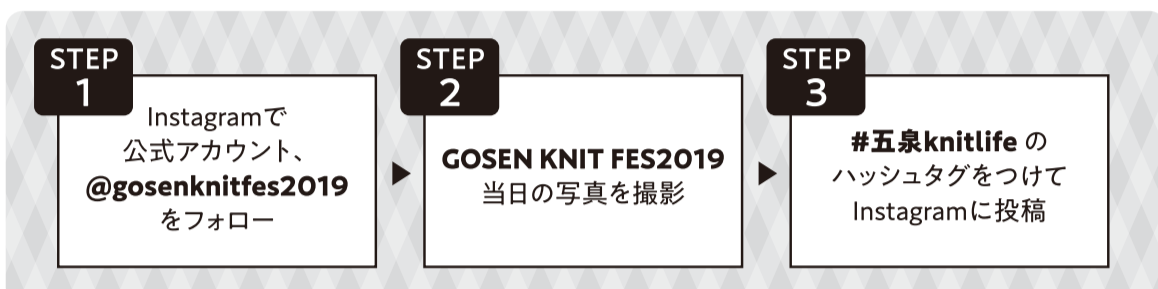 STEP
1
Instagramで
公式アカウント、
@gosenknitfes2019
をフォロー
STEP
2
GOSEN KNIT FES2019
当日の写真を撮影
STEP
3
#五泉knitlife の
ハッシュタグをつけて
Instagramに投稿